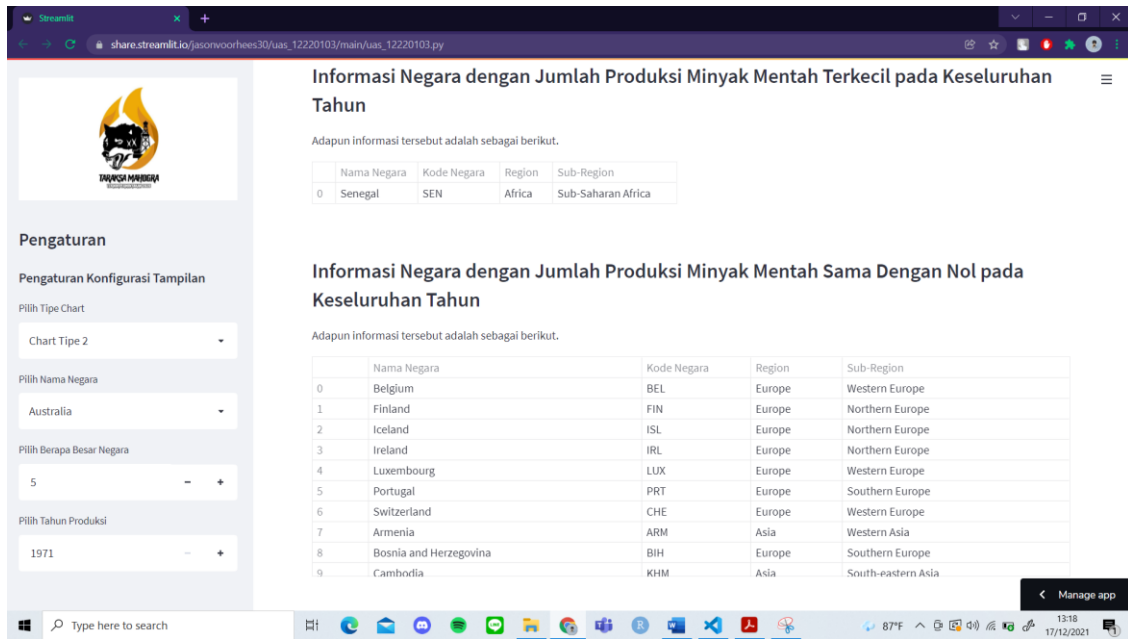 Streamlit
share.streamlit.io/jasonvoorhees30/uas_12220103/main/uas_12220103.py
TARAKSA MAHOGRA
Pengaturan
Pengaturan Konfigurasi Tampilan
Pilih Tipe Chart
Chart Tipe 2
Pilih Nama Negara
Australia
Pilih Berapa Besar Negara
5
Pilih Tahun Produksi
1971
Informasi Negara dengan Jumlah Produksi Minyak Mentah Terkecil pada Keseluruhan
Tahun
Adapun informasi tersebut adalah sebagai berikut.
Nama Negara Kode Negara Region Sub-Region
0 Senegal SEN Africa Sub-Saharan Africa
Informasi Negara dengan Jumlah Produksi Minyak Mentah Sama Dengan Nol pada
Keseluruhan Tahun
Adapun informasi tersebut adalah sebagai berikut.
Nama Negara Kode Negara Region Sub-Region
0 Belgium BEL Europe Western Europe
1 Finland FIN Europe Northern Europe
2 Iceland ISL Europe Northern Europe
3 Ireland IRL Europe Northern Europe
4 Luxembourg LUX Europe Western Europe
5 Portugal PRT Europe Southern Europe
6 Switzerland CHE Europe Western Europe
7 Armenia ARM Asia Western Asia
8 Bosnia and Herzegovina BIH Europe Southern Europe
9 Cambodia KHM Asia South-eastern Asia
Manage app
Type here to search
87°F
13:18
17/12/2021